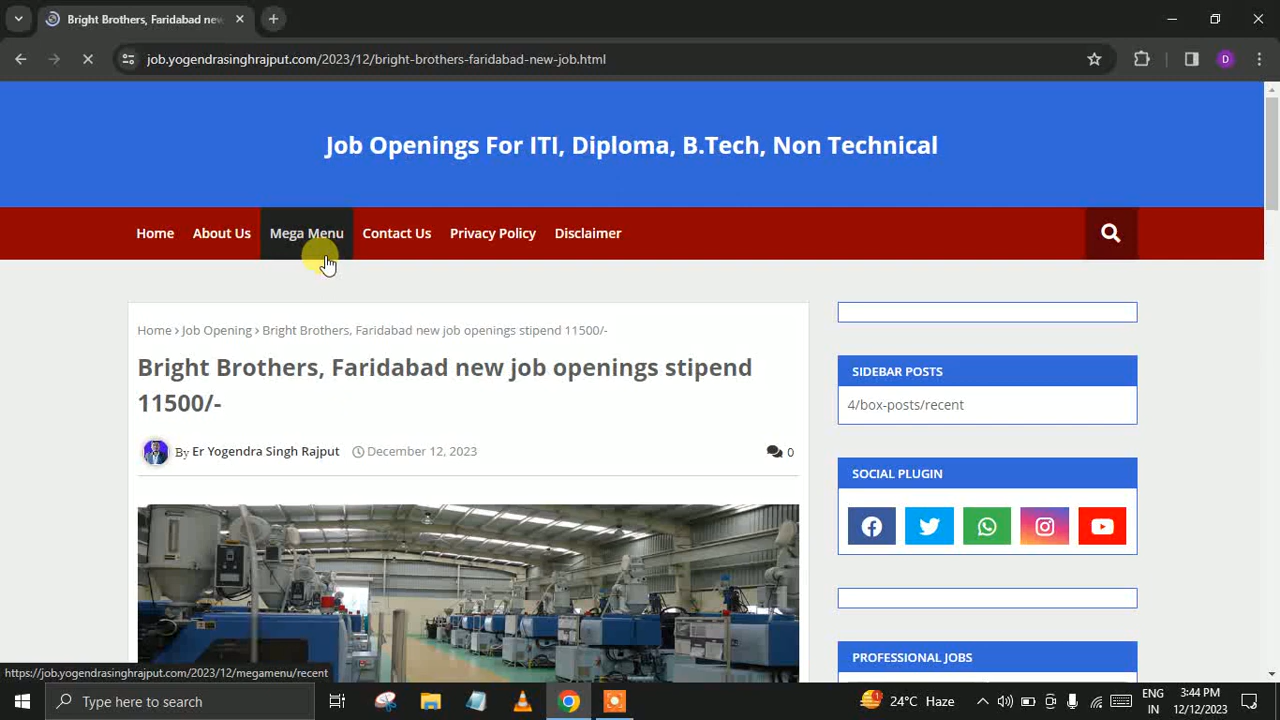 Bright Brothers, Faridabad new
job.yogendrasinghrajput.com/2023/12/bright-brothers-faridabad-new-job.html
D
Job Openings For ITI, Diploma, B.Tech, Non Technical
Home About Us Mega Menu Contact Us Privacy Policy Disclaimer
Home › Job Opening › Bright Brothers, Faridabad new job openings stipend 11500/-
Bright Brothers, Faridabad new job openings stipend
11500/-
By Er Yogendra Singh Rajput December 12, 2023 0
SIDEBAR POSTS
4/box-posts/recent
SOCIAL PLUGIN
PROFESSIONAL JOBS
https://job.yogendrasinghrajput.com/2023/12/megamenu/recent
Type here to search
1
24°C Haze
ENG
IN
3:44 PM
12/12/2023